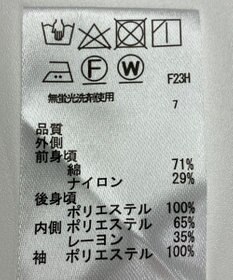 F
W
F23H
無蛍光洗剤使用
7
品質
外側
前身頃
綿 71%
ナイロン 29%
後身頃
ポリエステル 100%
内側 ポリエステル 65%
レーヨン 35%
袖 ポリエステル 100%